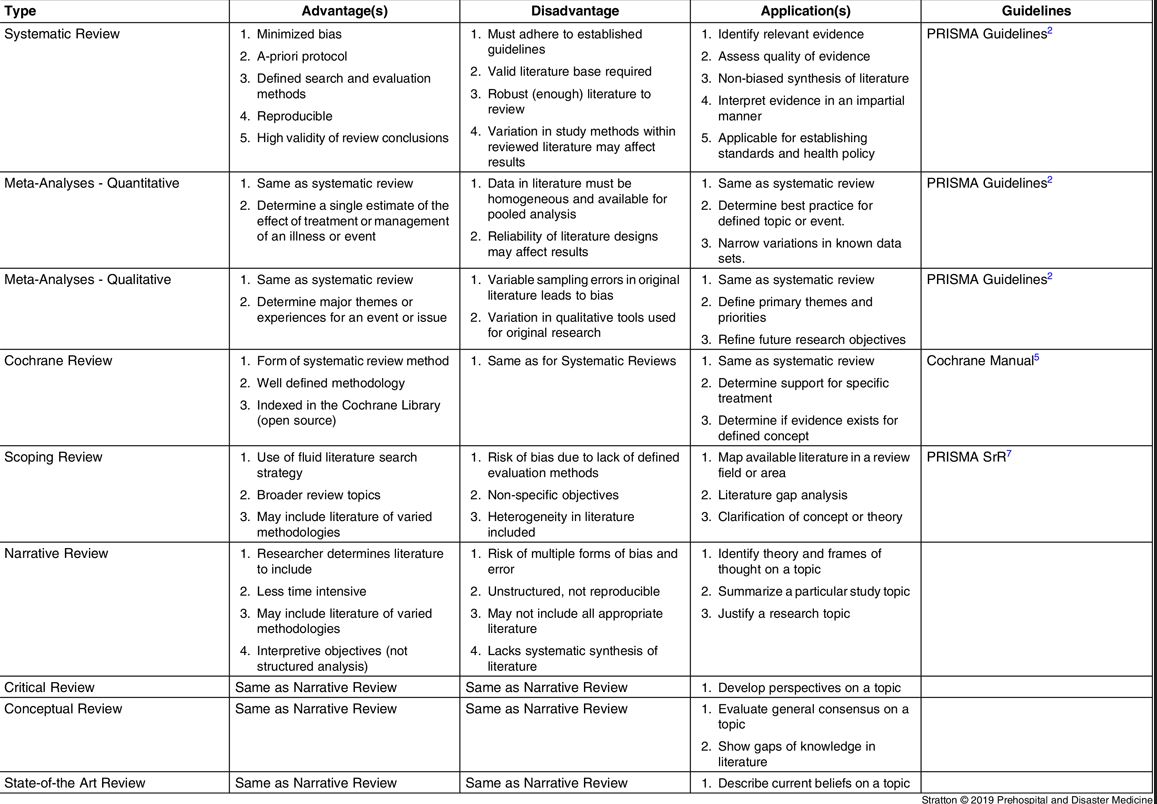 Type Advantage(s) Disadvantage Application(s) Guidelines
Systematic Review
1. Minimized bias
2. A-priori protocol
3. Defined search and evaluation
methods
4. Reproducible
5. High validity of review conclusions
1. Must adhere to established
guidelines
2. Valid literature base required
3. Robust (enough) literature to
review
4. Variation in study methods within
reviewed literature may affect
results
1. Identify relevant evidence
2. Assess quality of evidence
3. Non-biased synthesis of literature
4. Interpret evidence in an impartial
manner
5. Applicable for establishing
standards and health policy
PRISMA Guidelines2
Meta-Analyses - Quantitative
1. Same as systematic review
2. Determine a single estimate of the
effect of treatment or management
of an illness or event
1. Data in literature must be
homogeneous and available for
pooled analysis
2. Reliability of literature designs
may affect results
1. Same as systematic review
2. Determine best practice for
defined topic or event.
3. Narrow variations in known data
sets.
PRISMA Guidelines2
Meta-Analyses - Qualitative
1. Same as systematic review
2. Determine major themes or
experiences for an event or issue
1. Variable sampling errors in original
literature leads to bias
2. Variation in qualitative tools used
for original research
1. Same as systematic review
2. Define primary themes and
priorities
3. Refine future research objectives
PRISMA Guidelines2
Cochrane Review
1. Form of systematic review method
2. Well defined methodology
3. Indexed in the Cochrane Library
(open source)
1. Same as for Systematic Reviews
1. Same as systematic review
2. Determine support for specific
treatment
3. Determine if evidence exists for
defined concept
Cochrane Manual5
Scoping Review
1. Use of fluid literature search
strategy
2. Broader review topics
3. May include literature of varied
methodologies
1. Risk of bias due to lack of defined
evaluation methods
2. Non-specific objectives
3. Heterogeneity in literature
included
1. Map available literature in a review
field or area
2. Literature gap analysis
3. Clarification of concept or theory
PRISMA SrR7
Narrative Review
1. Researcher determines literature
to include
2. Less time intensive
3. May include literature of varied
methodologies
4. Interpretive objectives (not
structured analysis)
1. Risk of multiple forms of bias and
error
2. Unstructured, not reproducible
3. May not include all appropriate
literature
4. Lacks systematic synthesis of
literature
1. Identify theory and frames of
thought on a topic
2. Summarize a particular study topic
3. Justify a research topic
Critical Review
Same as Narrative Review
Same as Narrative Review
1. Develop perspectives on a topic
Conceptual Review
Same as Narrative Review
Same as Narrative Review
1. Evaluate general consensus on a
topic
2. Show gaps of knowledge in
literature
State-of-the Art Review
Same as Narrative Review
Same as Narrative Review
1. Describe current beliefs on a topic
Stratton © 2019 Prehospital and Disaster Medicine